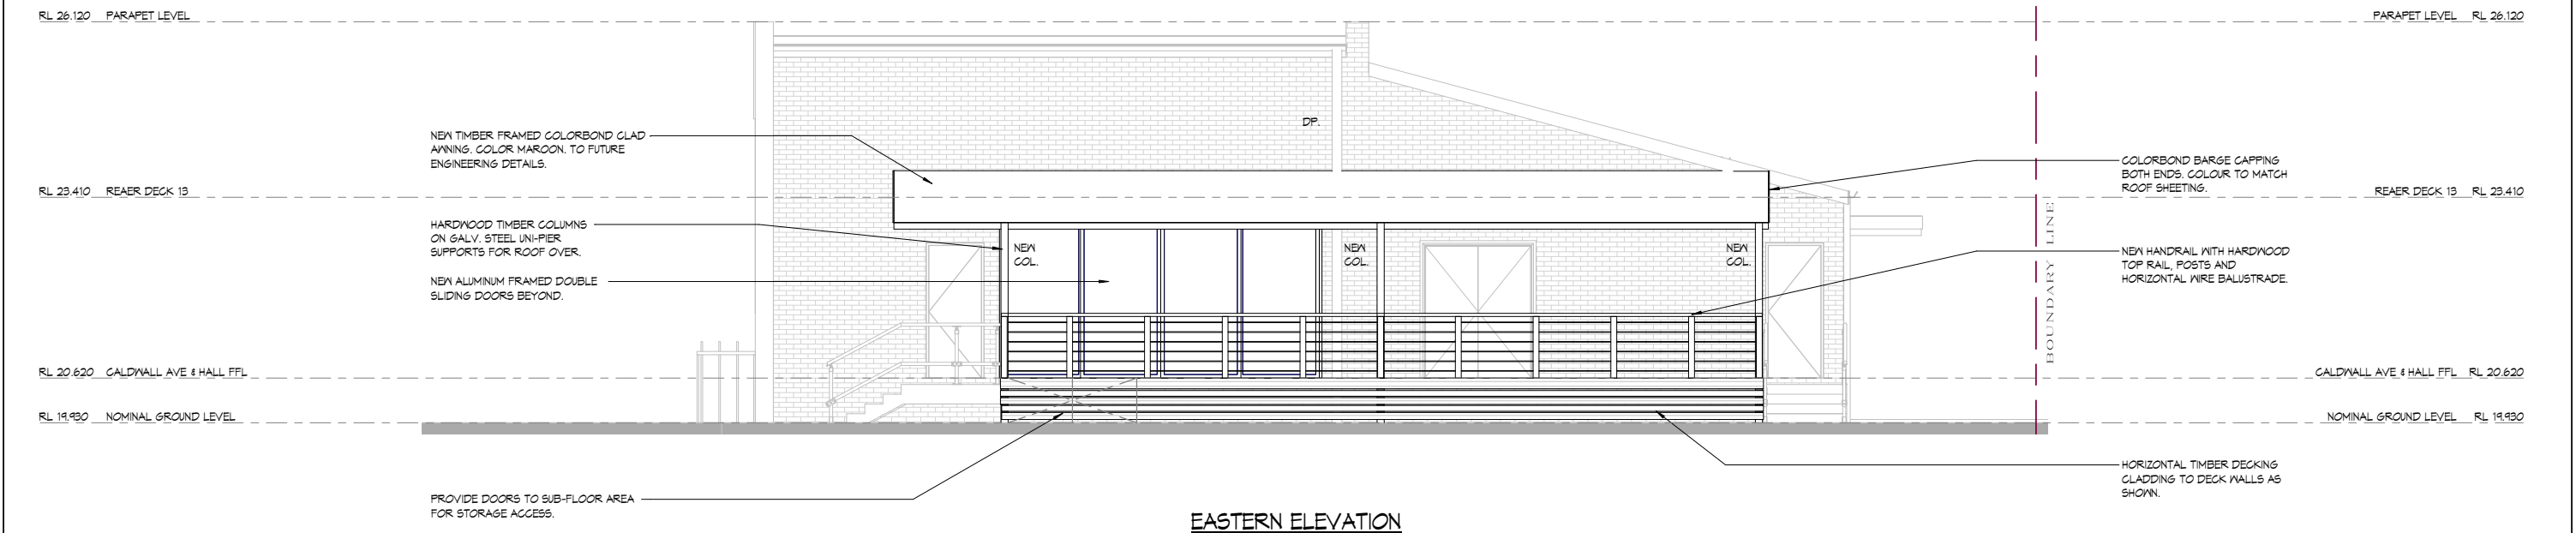 RL 26.120 PARAPET LEVEL
PARAPET LEVEL RL 26.120
DP.
NEW TIMBER FRAMED COLORBOND CLAD
AWNING. COLOR MAROON. TO FUTURE
ENGINEERING DETAILS.
COLORBOND BARGE CAPPING
BOTH ENDS. COLOUR TO MATCH
ROOF SHEETING.
RL 23.410 REAER DECK 13
REAER DECK 13 RL 23.410
HARDWOOD TIMBER COLUMNS
ON GALV. STEEL UNI-PIER
SUPPORTS FOR ROOF OVER.
NEW
COL.
NEW
COL.
NEW
COL.
BOUNDARY LINE
NEW HANDRAIL WITH HARDWOOD
TOP RAIL, POSTS AND
HORIZONTAL WIRE BALUSTRADE.
NEW ALUMINUM FRAMED DOUBLE
SLIDING DOORS BEYOND.
RL 20.620 CALDWALL AVE & HALL FFL
CALDWALL AVE & HALL FFL RL 20.620
RL 19.930 NOMINAL GROUND LEVEL
NOMINAL GROUND LEVEL RL 19.930
HORIZONTAL TIMBER DECKING
CLADDING TO DECK WALLS AS
SHOWN.
PROVIDE DOORS TO SUB-FLOOR AREA
FOR STORAGE ACCESS.
EASTERN ELEVATION